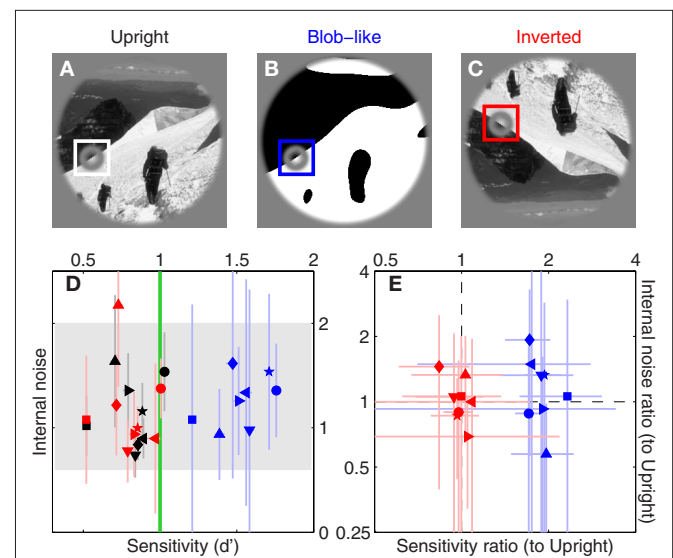 Upright
Blob-like
Inverted
A
B
C
0.5
1
1.5
2
0.5
1
2
4
D
E
4
2
2
1
1
0.5
0
0.25
Internal noise
Internal noise ratio (to Upright)
Sensitivity (d')
Sensitivity ratio (to Upright)